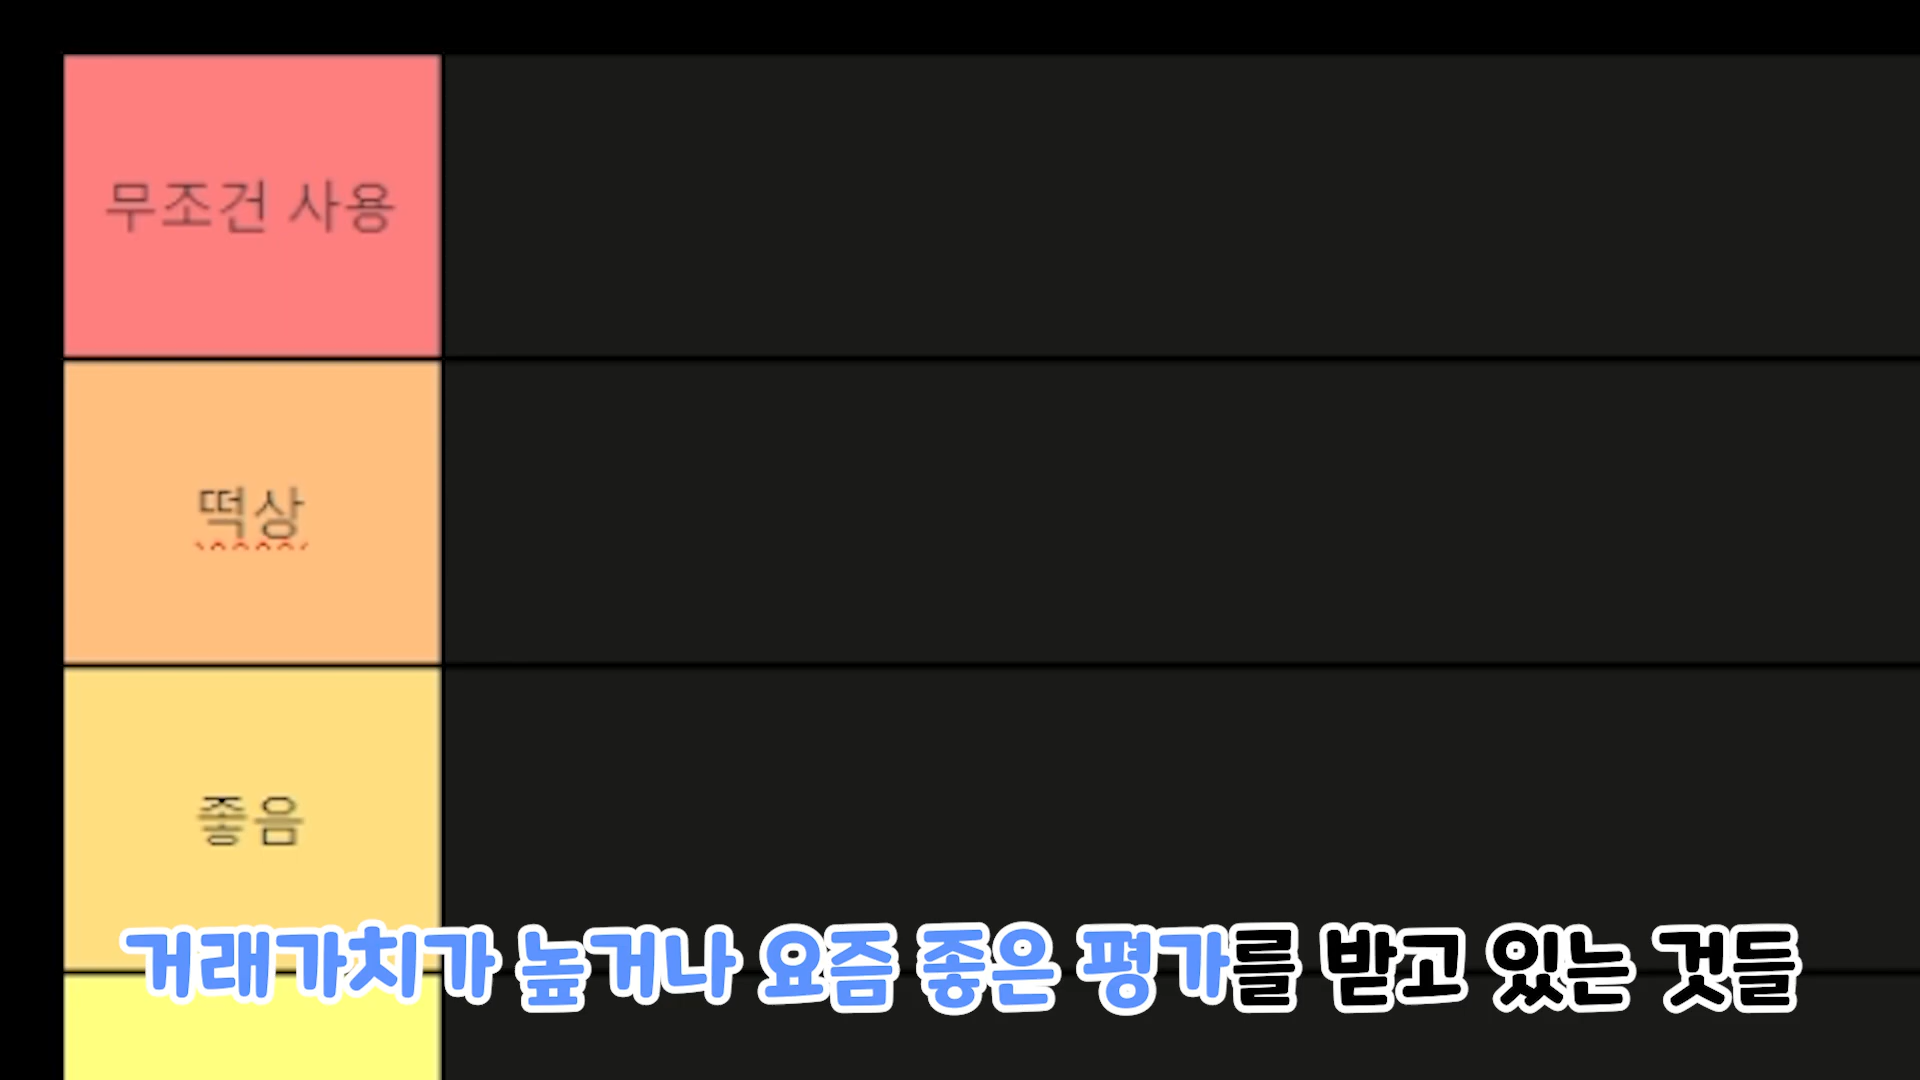 무조건 사용
떡상
좋음
거래가치가 높거나 요즘 좋은 평가를 받고 있는 것들